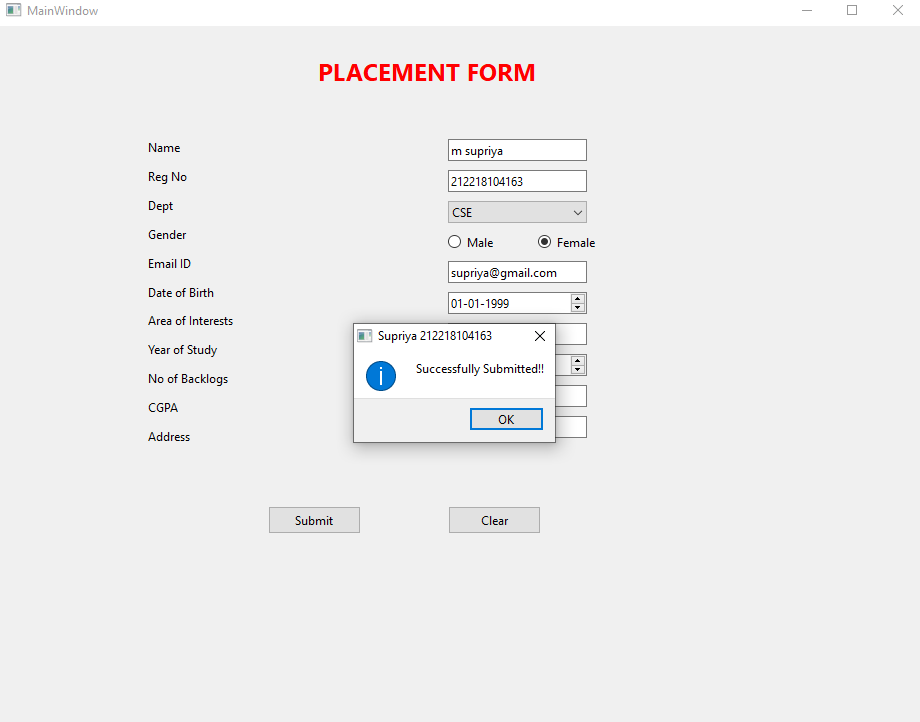 MainWindow
PLACEMENT FORM
Name m supriya
Reg No 212218104163
Dept CSE
Gender Male Female
Email ID supriya@gmail.com
Date of Birth 01-01-1999
Area of Interests
Year of Study
No of Backlogs
CGPA
Address
Supriya 212218104163
Successfully Submitted!!
OK
Submit Clear